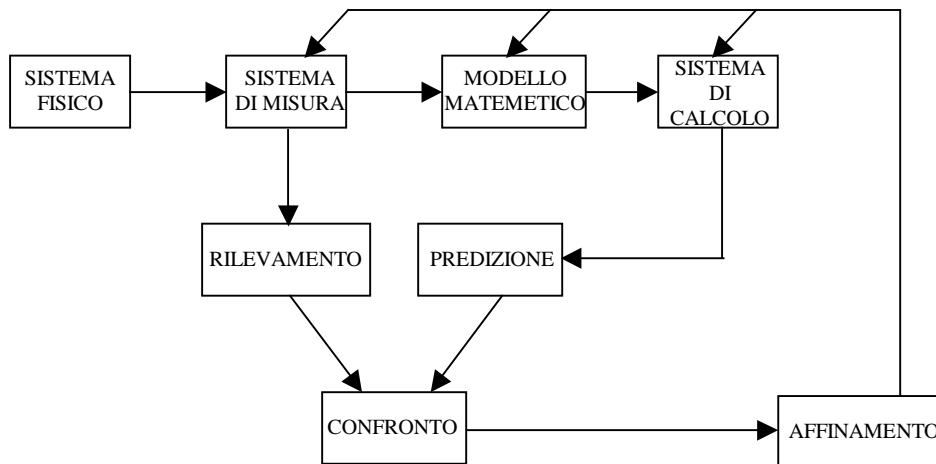 SISTEMA
FISICO
SISTEMA
DI MISURA
MODELLO
MATEMETICO
SISTEMA
DI
CALCOLO
RILEVAMENTO
PREDIZIONE
CONFRONTO
AFFINAMENTO